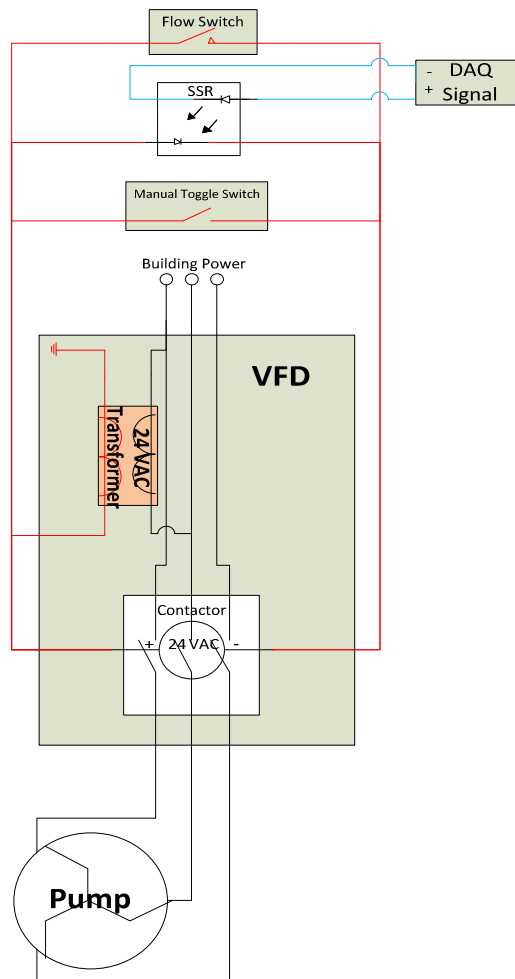 Flow Switch
- DAQ
+ Signal
SSR
Manual Toggle Switch
Building Power
VFD
24 VAC
Transformer
Contactor
+ 24 VAC -
Pump